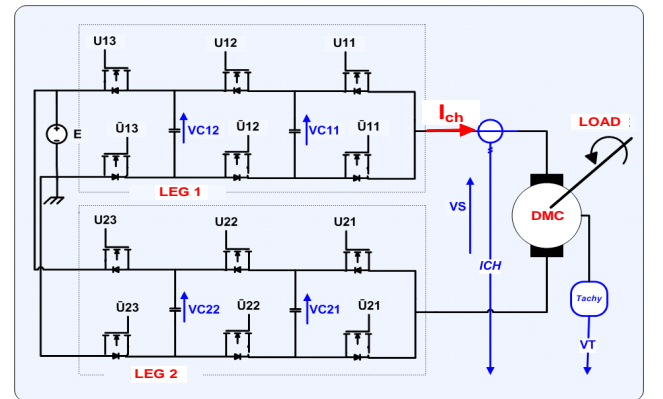 U13 U12 U11
E
Ū13 VC12 Ū12 VC11 Ū11
LEG 1
Ich
LOAD
VS
DMC
ICH
Tachy
VT
U23 U22 U21
Ū23 VC22 Ū22 VC21 Ū21
LEG 2